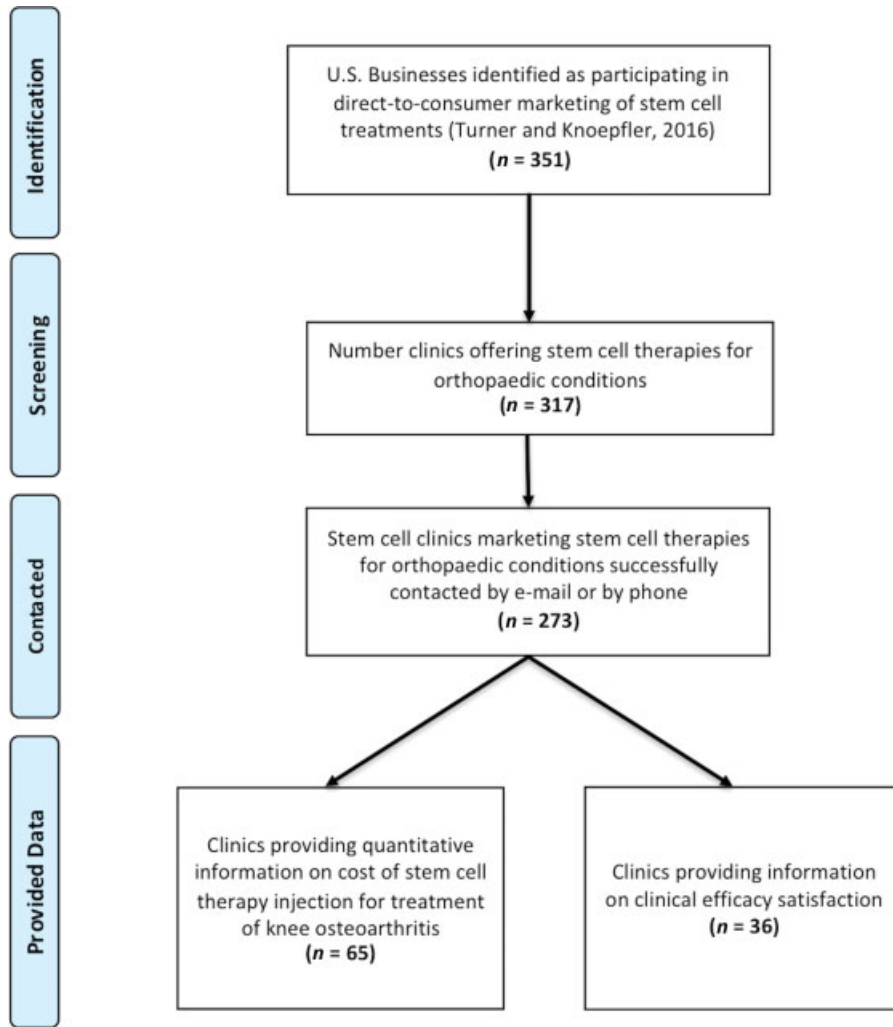 Identification
U.S. Businesses identified as participating in
direct-to-consumer marketing of stem cell
treatments (Turner and Knoepfler, 2016)
(n = 351)
Screening
Number clinics offering stem cell therapies for
orthopaedic conditions
(n = 317)
Contacted
Stem cell clinics marketing stem cell therapies
for orthopaedic conditions successfully
contacted by e-mail or by phone
(n = 273)
Provided Data
Clinics providing quantitative
information on cost of stem cell
therapy injection for treatment
of knee osteoarthritis
(n = 65)
Clinics providing information
on clinical efficacy satisfaction
(n = 36)